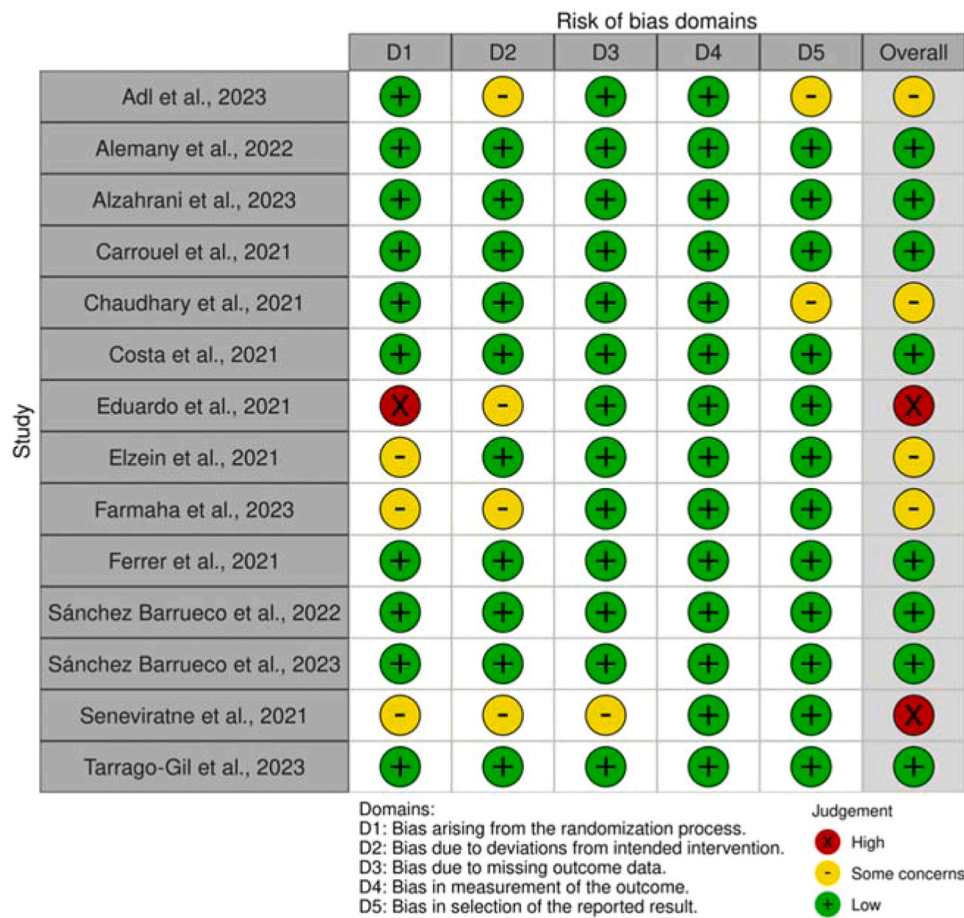 Risk of bias domains
D1 D2 D3 D4 D5 Overall
Study
Adl et al., 2023 + - + + - -
Alemany et al., 2022 + + + + + +
Alzahrani et al., 2023 + + + + + +
Carrouel et al., 2021 + + + + + +
Chaudhary et al., 2021 + + + + - -
Costa et al., 2021 + + + + + +
Eduardo et al., 2021 X - + + + X
Elzein et al., 2021 - + + + + -
Farmaha et al., 2023 - - + + + -
Ferrer et al., 2021 + + + + + +
Sánchez Barrueco et al., 2022 + + + + + +
Sánchez Barrueco et al., 2023 + + + + + +
Seneviratne et al., 2021 - - - + + X
Tarrago-Gil et al., 2023 + + + + + +
Domains:
D1: Bias arising from the randomization process.
D2: Bias due to deviations from intended intervention.
D3: Bias due to missing outcome data.
D4: Bias in measurement of the outcome.
D5: Bias in selection of the reported result.
Judgement
X High
- Some concerns
+ Low